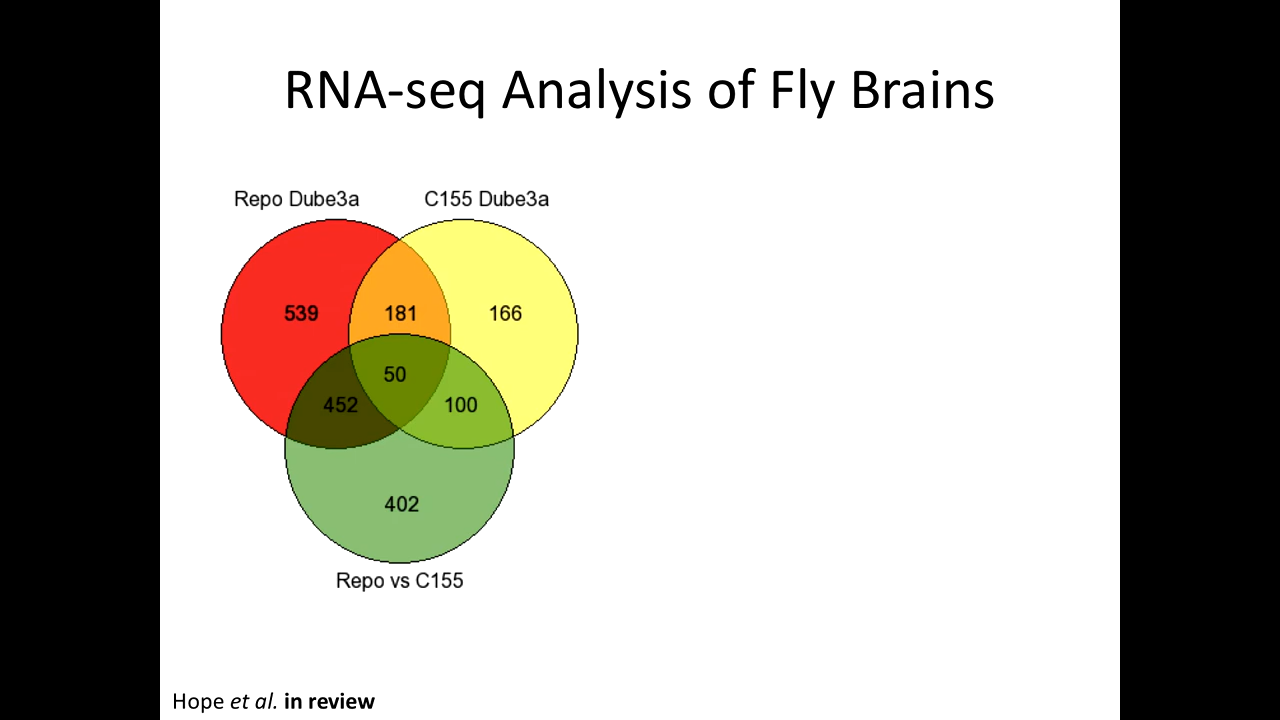 RNA-seq Analysis of Fly Brains
Repo Dube3a
C155 Dube3a
539
181
166
50
452
100
402
Repo vs C155
Hope et al. in review